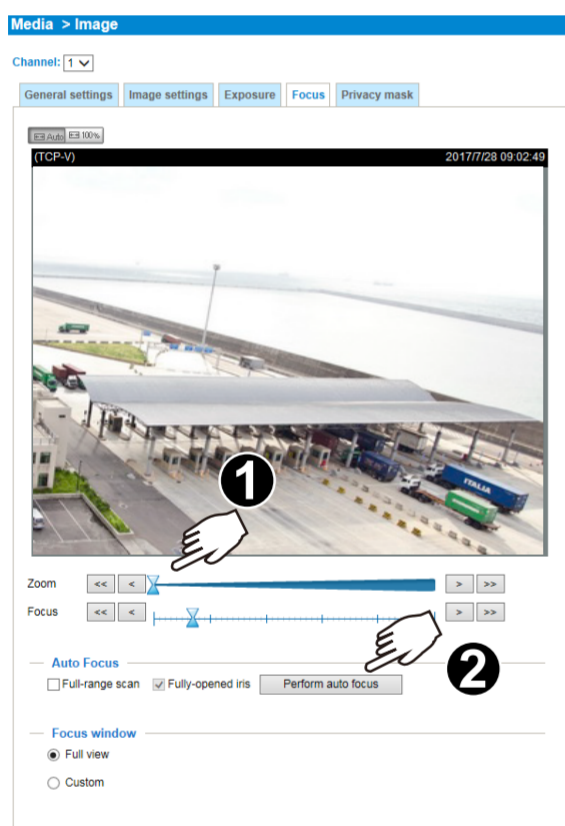 Media > Image
Channel: 1
General settings Image settings Exposure Focus Privacy mask
Auto 100%
(TCP-V) 2017/7/28 09:02:49
ITALIA
1
Zoom << < > >>
Focus << < > >>
2
Auto Focus
Full-range scan Fully-opened iris Perform auto focus
Focus window
Full view
Custom